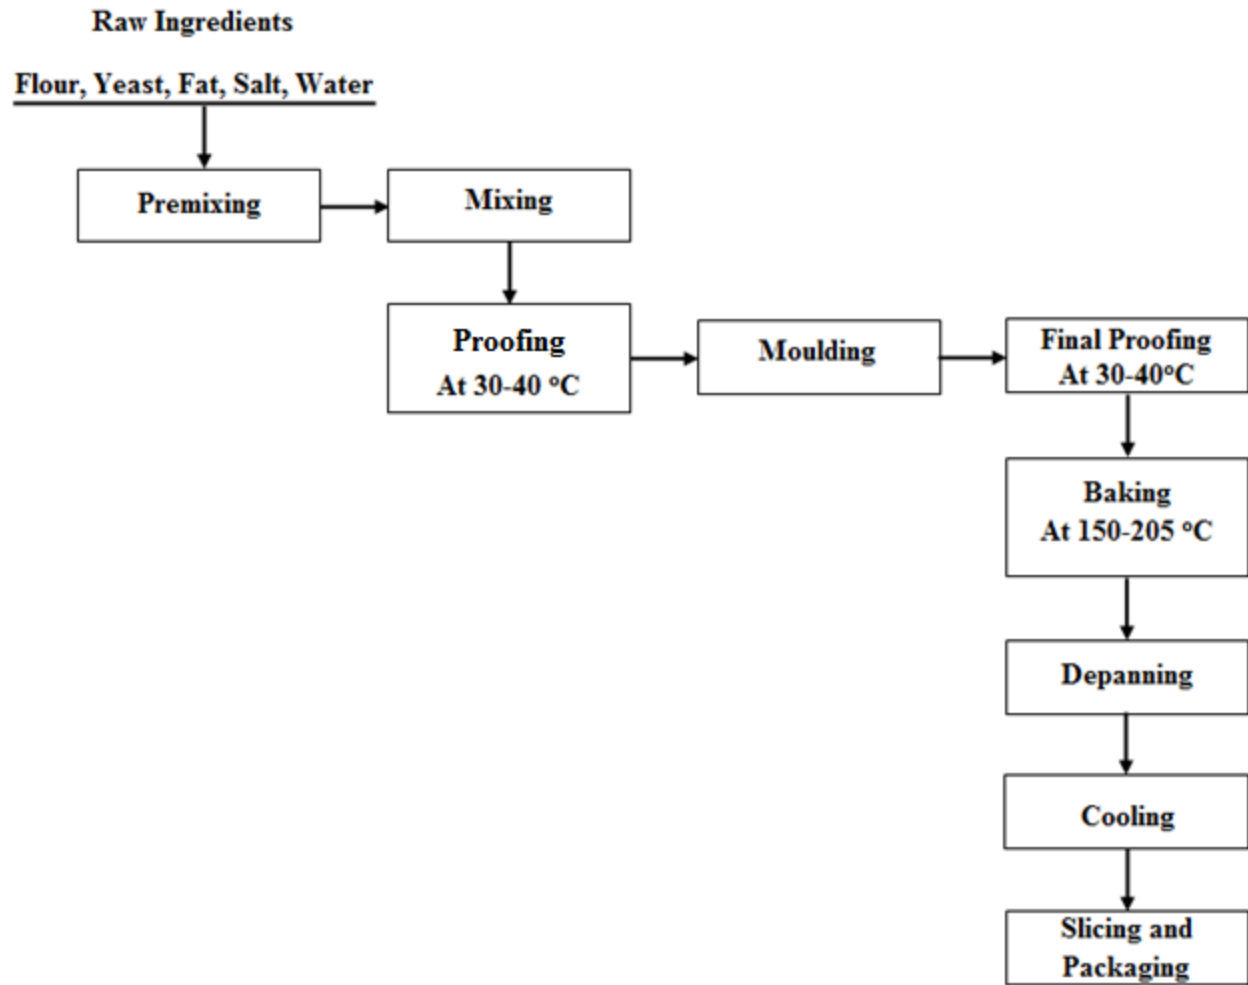 Raw Ingredients
Flour, Yeast, Fat, Salt, Water
Premixing
Mixing
Proofing
At 30-40 °C
Moulding
Final Proofing
At 30-40°C
Baking
At 150-205 °C
Depanning
Cooling
Slicing and
Packaging